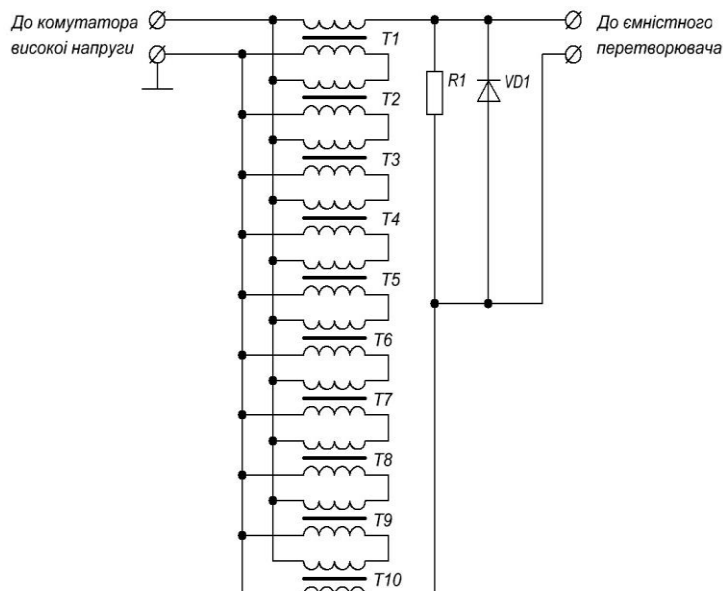 До комутатора
високої напруги
До ємністного
перетворювача
T1
R1
VD1
T2
T3
T4
T5
T6
T7
T8
T9
T10